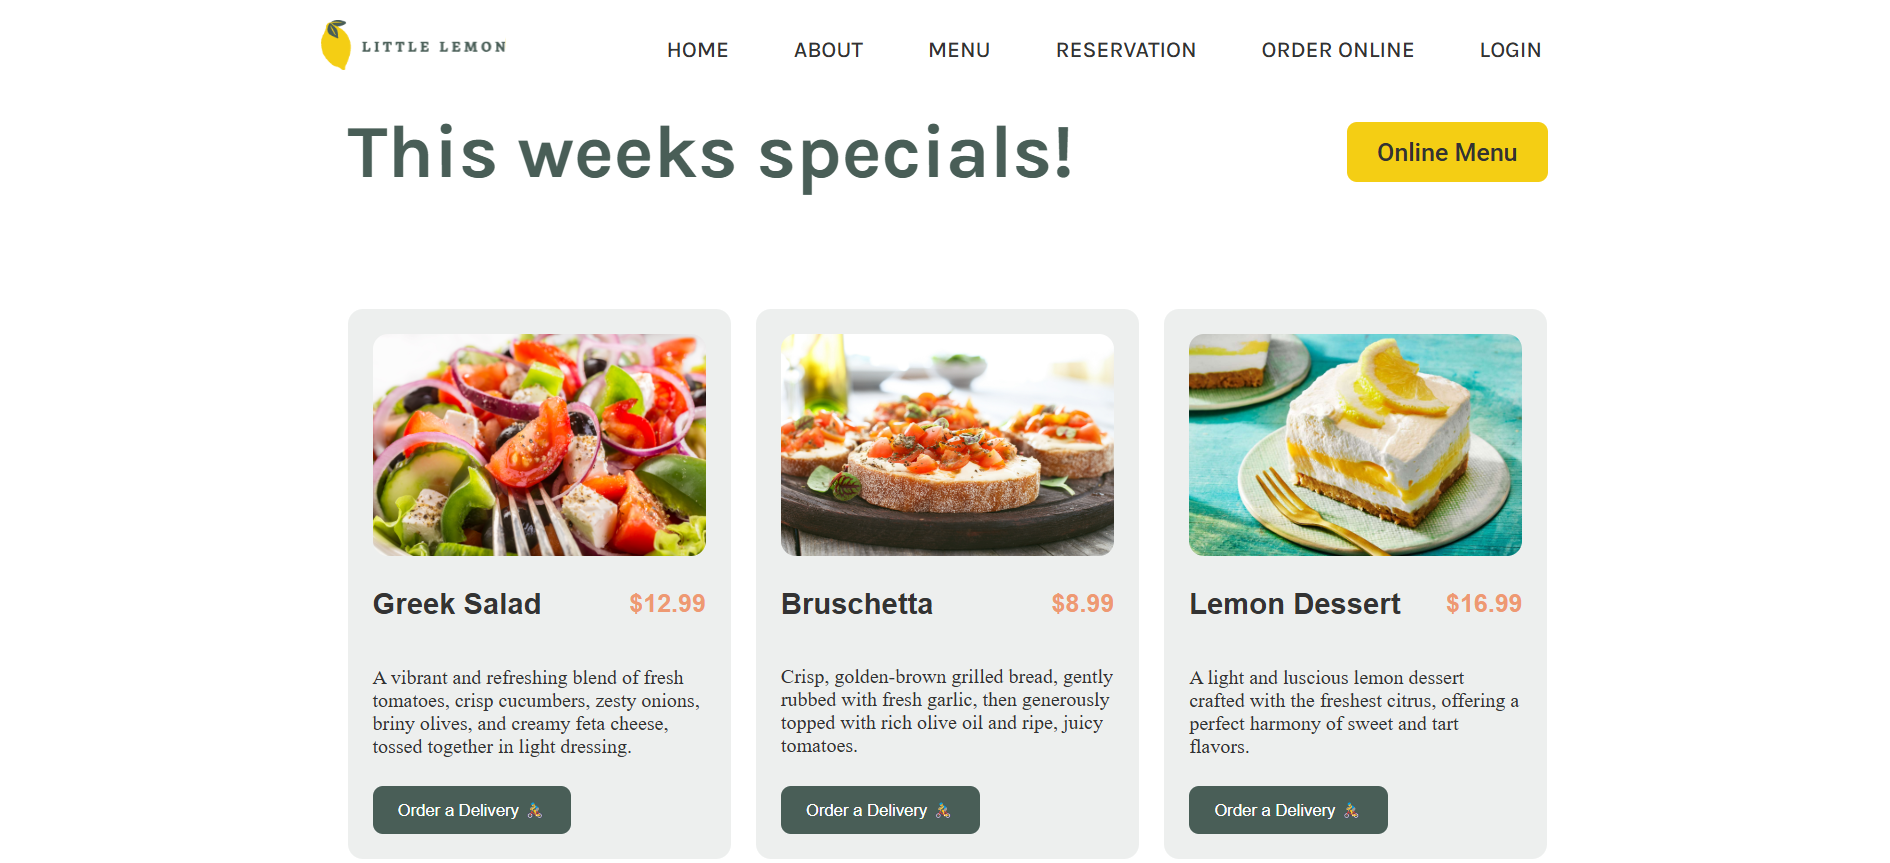 LITTLE LEMON
HOME ABOUT MENU RESERVATION ORDER ONLINE LOGIN
This weeks specials!
Online Menu
Greek Salad $12.99
A vibrant and refreshing blend of fresh
tomatoes, crisp cucumbers, zesty onions,
briny olives, and creamy feta cheese,
tossed together in light dressing.
Order a Delivery 🚴
Bruschetta $8.99
Crisp, golden-brown grilled bread, gently
rubbed with fresh garlic, then generously
topped with rich olive oil and ripe, juicy
tomatoes.
Order a Delivery 🚴
Lemon Dessert $16.99
A light and luscious lemon dessert
crafted with the freshest citrus, offering a
perfect harmony of sweet and tart
flavors.
Order a Delivery 🚴